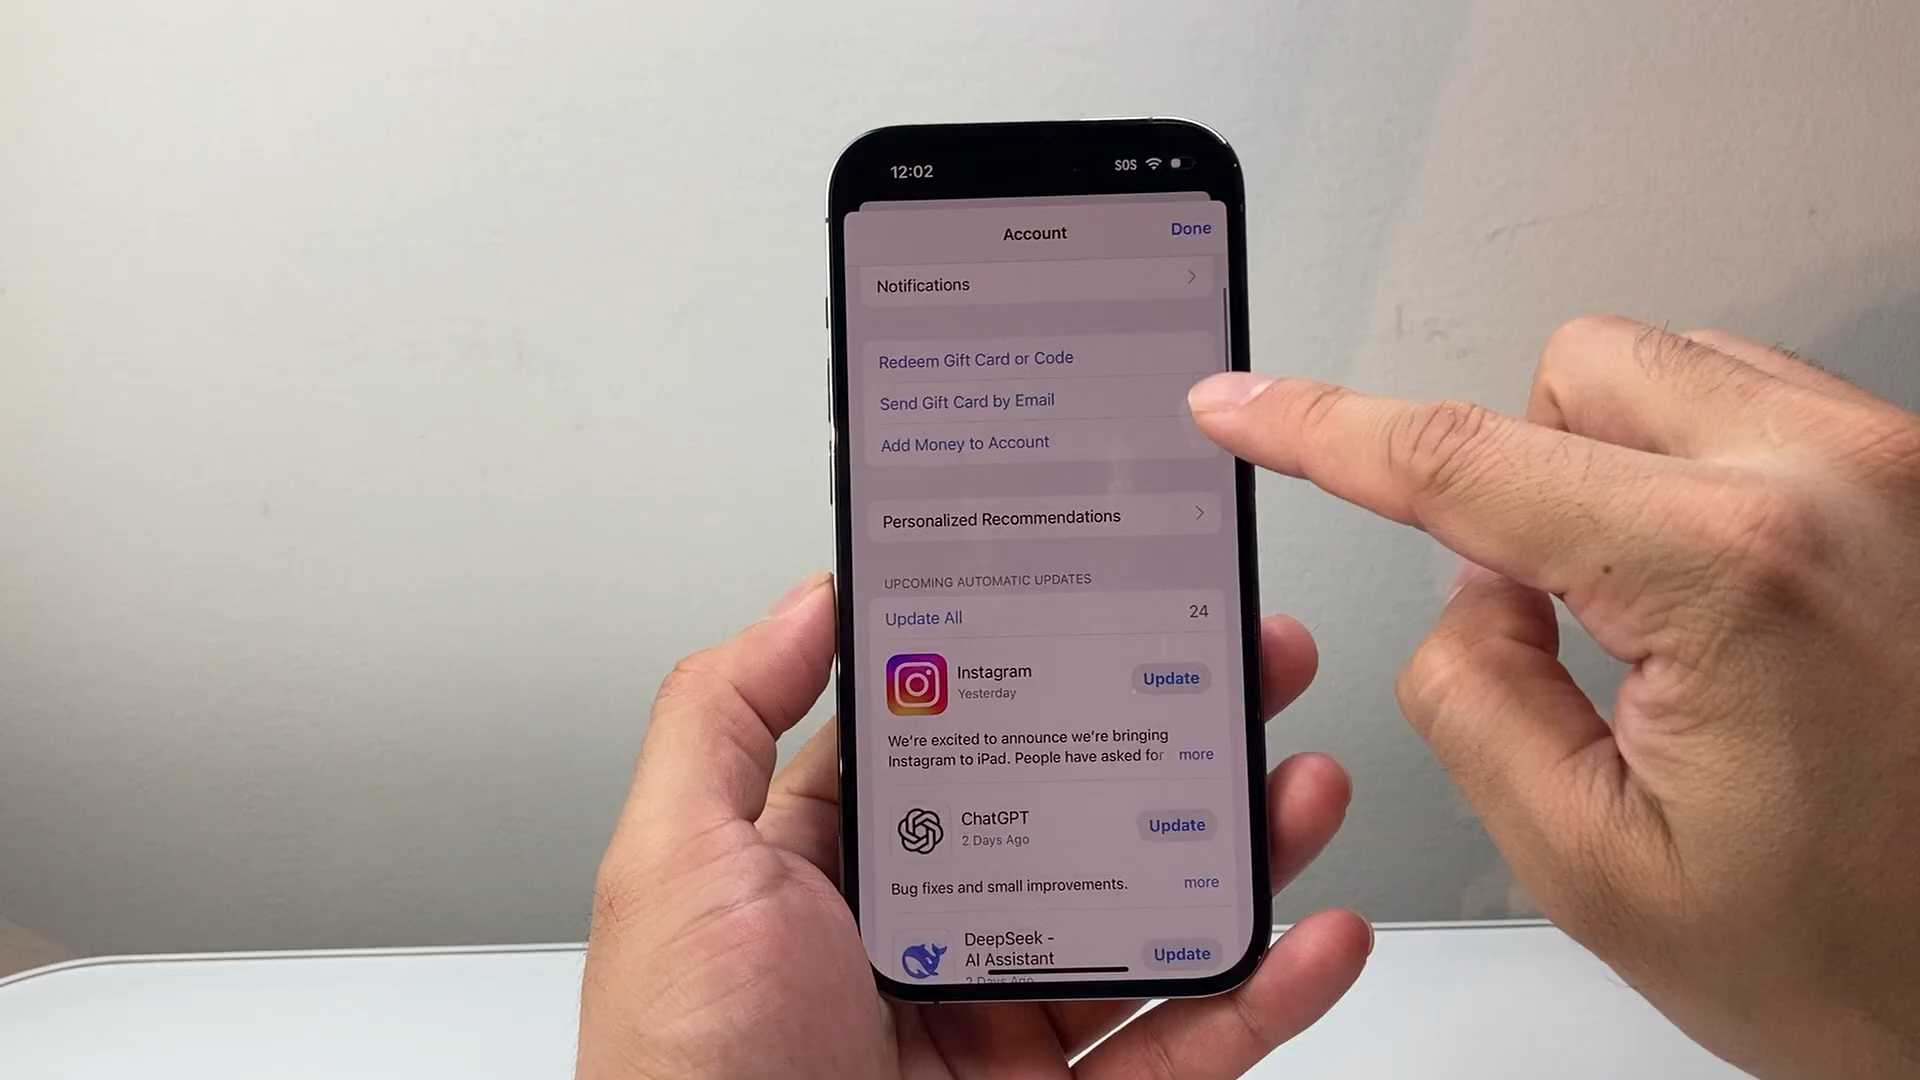 12:02
SOS
Account
Done
Notifications
Redeem Gift Card or Code
Send Gift Card by Email
Add Money to Account
Personalized Recommendations
UPCOMING AUTOMATIC UPDATES
Update All
24
Instagram
Yesterday
Update
We're excited to announce we're bringing
Instagram to iPad. People have asked for more
ChatGPT
2 Days Ago
Update
Bug fixes and small improvements. more
DeepSeek -
AI Assistant
2 Days Ago
Update